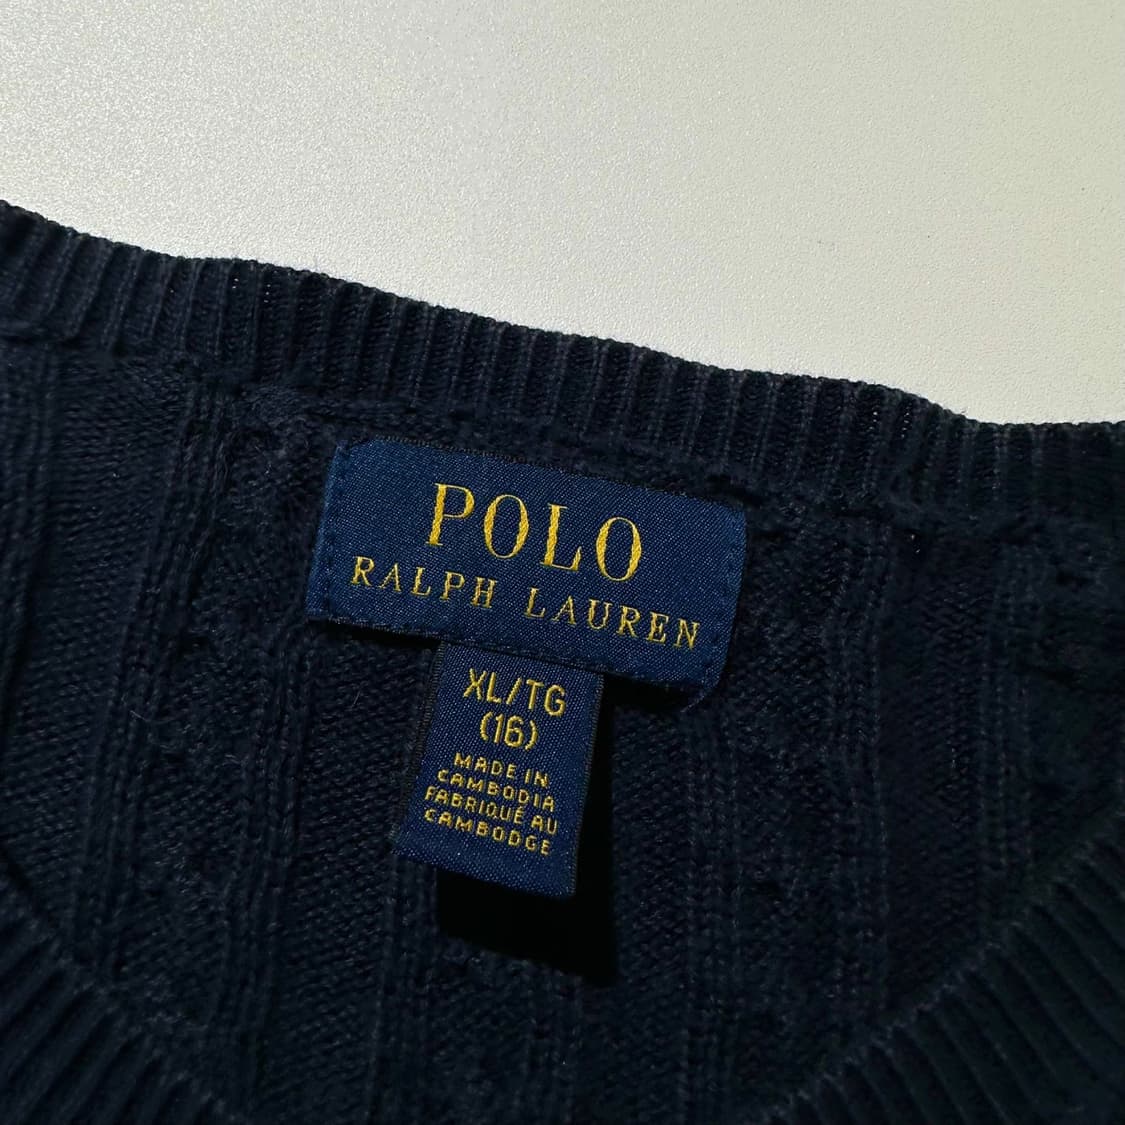 POLO
RALPH LAUREN
XL/TG
(16)
MADE IN
CAMBODIA
FABRIQUÉ AU
CAMBODGE